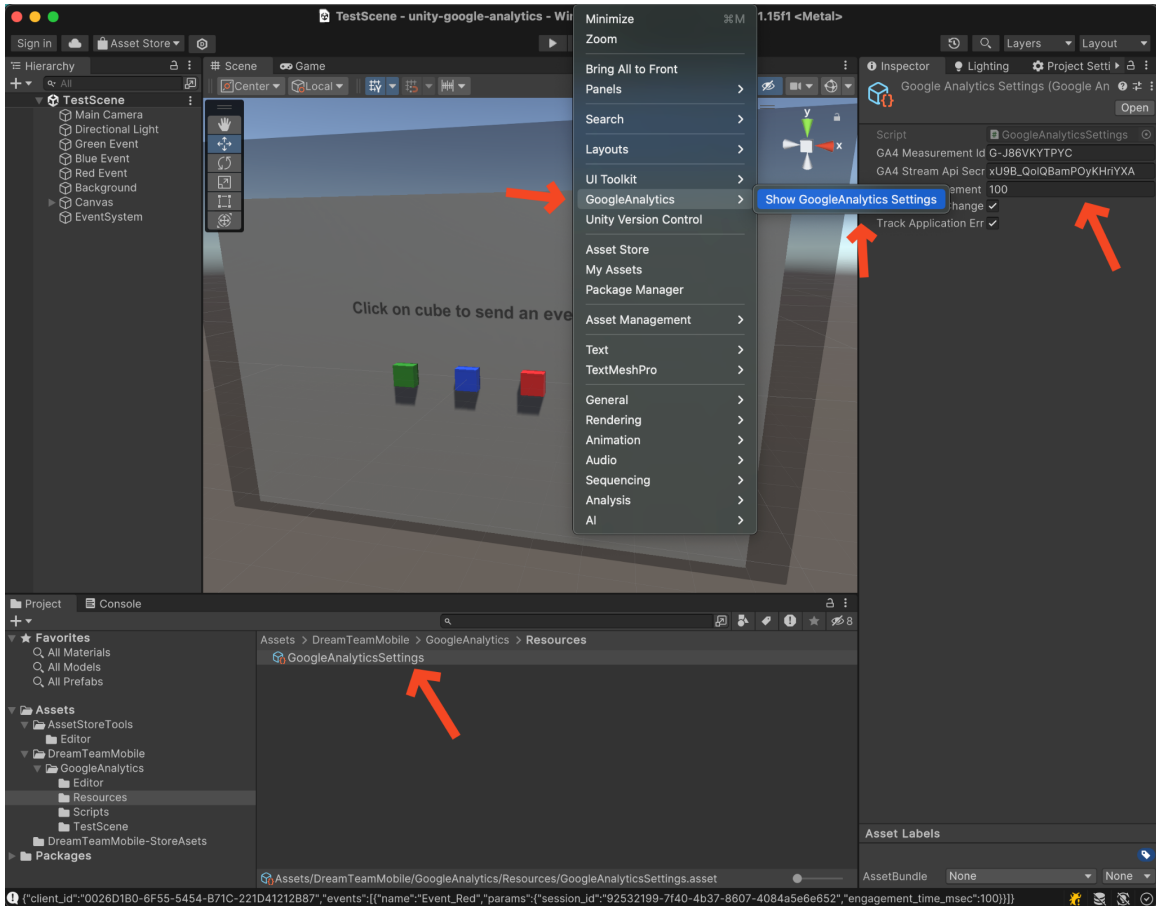 TestScene - unity-google-analytics - Wi
1.15f1 <Metal>
Sign in
Asset Store
Layers
Layout
Hierarchy
All
TestScene
Main Camera
Directional Light
Green Event
Blue Event
Red Event
Background
Canvas
EventSystem
Scene
Game
Center
Local
y
x
Click on cube to send an eve
Minimize ⌘M
Zoom
Bring All to Front
Panels
Search
Layouts
UI Toolkit
GoogleAnalytics
Unity Version Control
Asset Store
My Assets
Package Manager
Asset Management
Text
TextMeshPro
General
Rendering
Animation
Audio
Sequencing
Analysis
AI
Show GoogleAnalytics Settings
Inspector
Lighting
Project Setti
Google Analytics Settings (Google An
Open
Script GoogleAnalyticsSettings
GA4 Measurement Id G-J86VKYTPYC
GA4 Stream Api Secr xU9B_QolQBamPOyKHriYXA
ement 100
hange
Track Application Err
Project
Console
8
Favorites
All Materials
All Models
All Prefabs
Assets
AssetStoreTools
Editor
DreamTeamMobile
GoogleAnalytics
Editor
Resources
Scripts
TestScene
DreamTeamMobile-StoreAsets
Packages
Assets > DreamTeamMobile > GoogleAnalytics > Resources
GoogleAnalyticsSettings
Assets/DreamTeamMobile/GoogleAnalytics/Resources/GoogleAnalyticsSettings.asset
Asset Labels
AssetBundle None None
{"client_id":"0026D1B0-6F55-5454-B71C-221D41212B87","events":[{"name":"Event_Red","params":{"session_id":"92532199-7f40-4b37-8607-4084a5e6e652","engagement_time_msec":100}}]}